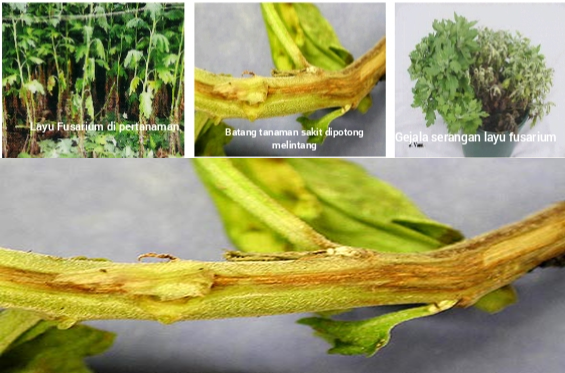 Layu Fusarium di pertanaman
Batang tanaman sakit dipotong
melintang
Gejala serangan layu fusarium